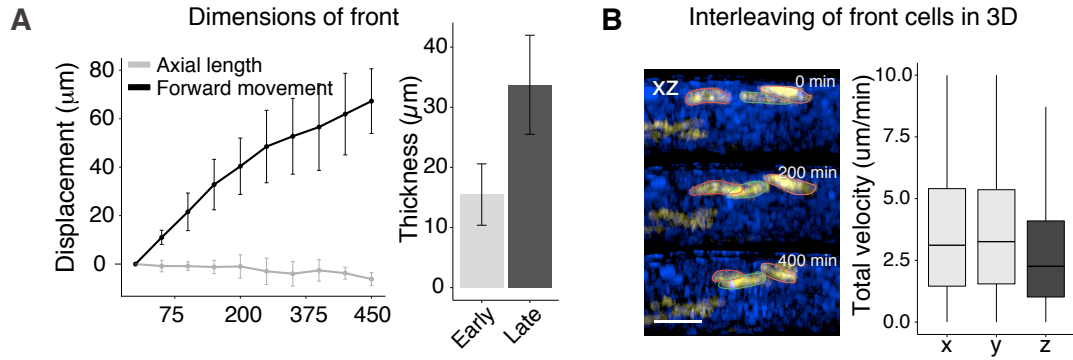 A
Dimensions of front
Displacement (μm)
80
60
40
20
0
Axial length
Forward movement
75
200
375
450
Thickness (μm)
40
30
20
10
0
Early
Late
B
Interleaving of front cells in 3D
xz
0 min
200 min
400 min
Total velocity (um/min)
10.0
7.5
5.0
2.5
0.0
x
y
z